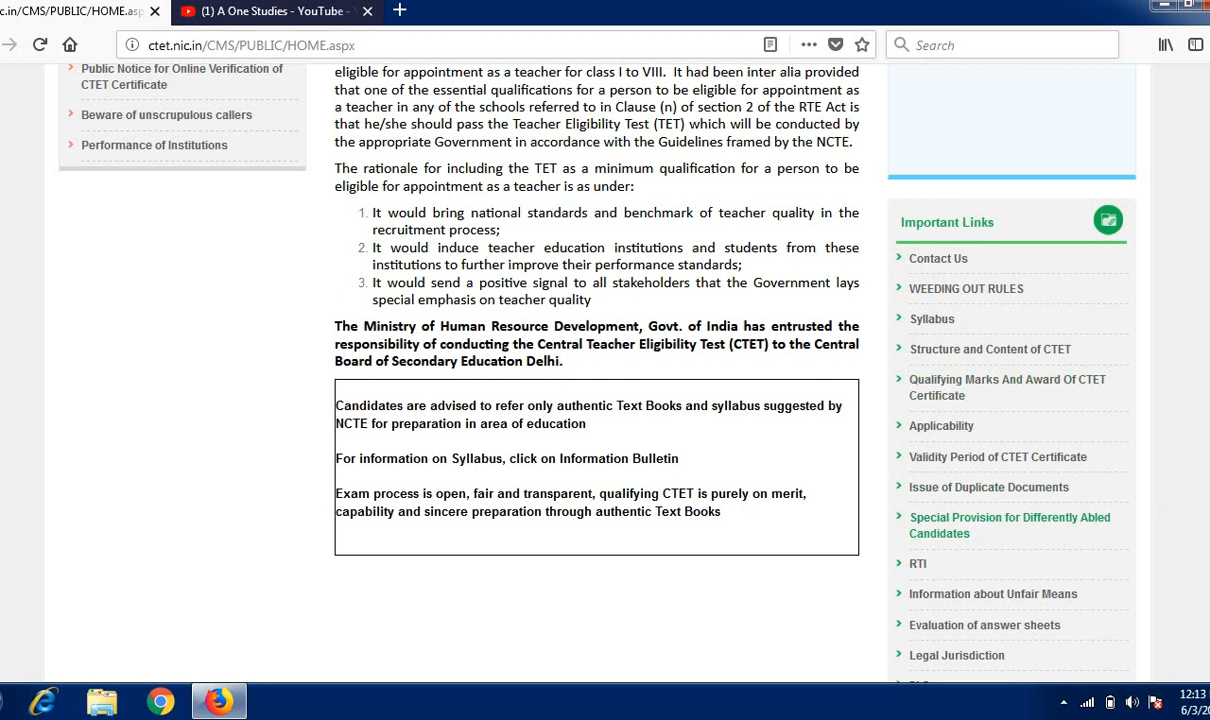 c.in/CMS/PUBLIC/HOME.asp
(1) A One Studies - YouTube -
ctet.nic.in/CMS/PUBLIC/HOME.aspx
Search
Public Notice for Online Verification of
CTET Certificate
Beware of unscrupulous callers
Performance of Institutions
eligible for appointment as a teacher for class I to VIII. It had been inter alia provided
that one of the essential qualifications for a person to be eligible for appointment as
a teacher in any of the schools referred to in Clause (n) of section 2 of the RTE Act is
that he/she should pass the Teacher Eligibility Test (TET) which will be conducted by
the appropriate Government in accordance with the Guidelines framed by the NCTE.
The rationale for including the TET as a minimum qualification for a person to be
eligible for appointment as a teacher is as under:
1. It would bring national standards and benchmark of teacher quality in the
recruitment process;
2. It would induce teacher education institutions and students from these
institutions to further improve their performance standards;
3. It would send a positive signal to all stakeholders that the Government lays
special emphasis on teacher quality
The Ministry of Human Resource Development, Govt. of India has entrusted the
responsibility of conducting the Central Teacher Eligibility Test (CTET) to the Central
Board of Secondary Education Delhi.
Candidates are advised to refer only authentic Text Books and syllabus suggested by
NCTE for preparation in area of education
For information on Syllabus, click on Information Bulletin
Exam process is open, fair and transparent, qualifying CTET is purely on merit,
capability and sincere preparation through authentic Text Books
Important Links
Contact Us
WEEDING OUT RULES
Syllabus
Structure and Content of CTET
Qualifying Marks And Award Of CTET
Certificate
Applicability
Validity Period of CTET Certificate
Issue of Duplicate Documents
Special Provision for Differently Abled
Candidates
RTI
Information about Unfair Means
Evaluation of answer sheets
Legal Jurisdiction
12:13
6/3/20